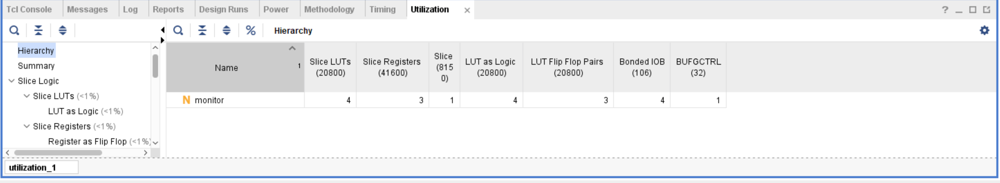 Tcl Console Messages Log Reports Design Runs Power Methodology Timing Utilization × ?
% Hierarchy
Hierarchy
Summary
Slice Logic
Slice LUTs (<1%)
LUT as Logic (<1%)
Slice Registers (<1%)
Register as Flip Flop (<1%)
Name 1
Slice LUTs
(20800)
Slice Registers
(41600)
Slice
(815
0)
LUT as Logic
(20800)
LUT Flip Flop Pairs
(20800)
Bonded IOB
(106)
BUFGCTRL
(32)
N monitor 4 3 1 4 3 4 1
utilization_1